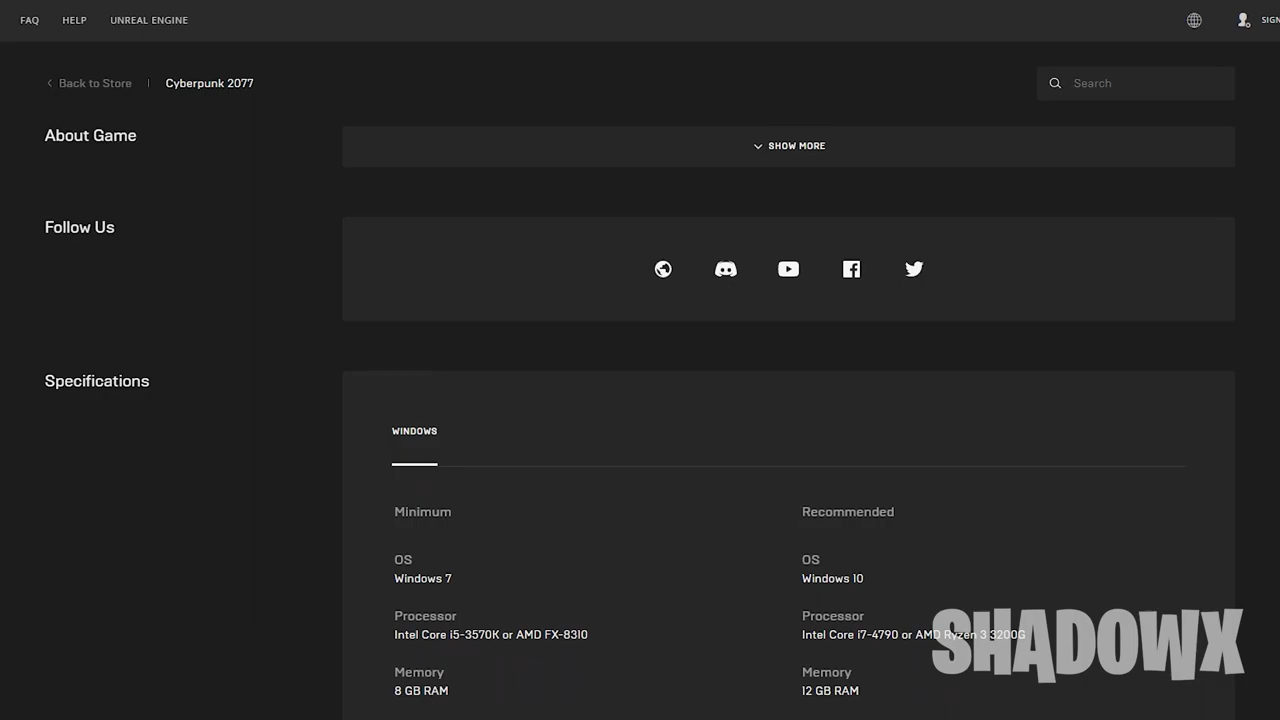 FAQ HELP UNREAL ENGINE SIGN
Back to Store Cyberpunk 2077 Search
About Game SHOW MORE
Follow Us
Specifications
WINDOWS
Minimum Recommended
OS OS
Windows 7 Windows 10
Processor Processor
Intel Core i5-3570K or AMD FX-8310 Intel Core i7-4790 or AMD Ryzen 3 3200G
SHADOWX
Memory Memory
8 GB RAM 12 GB RAM